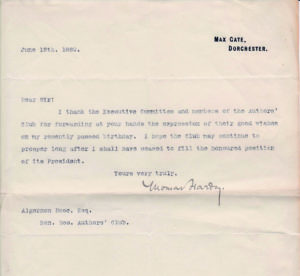 MAX GATE,
DORCHESTER.
June
Dear Sir:
I thank the Executive Committee and members of the Authors'
Club for forwarding at your hands the expression of their good wishes
on my recently passed birthday. I hope the Club may continue to
prosper long after I shall have ceased to fill the honoured position
of its President.
Yours very truly,
Thomas Hardy.
Algernon Rose, Esq.
Hon. Sec. Authors' Club.